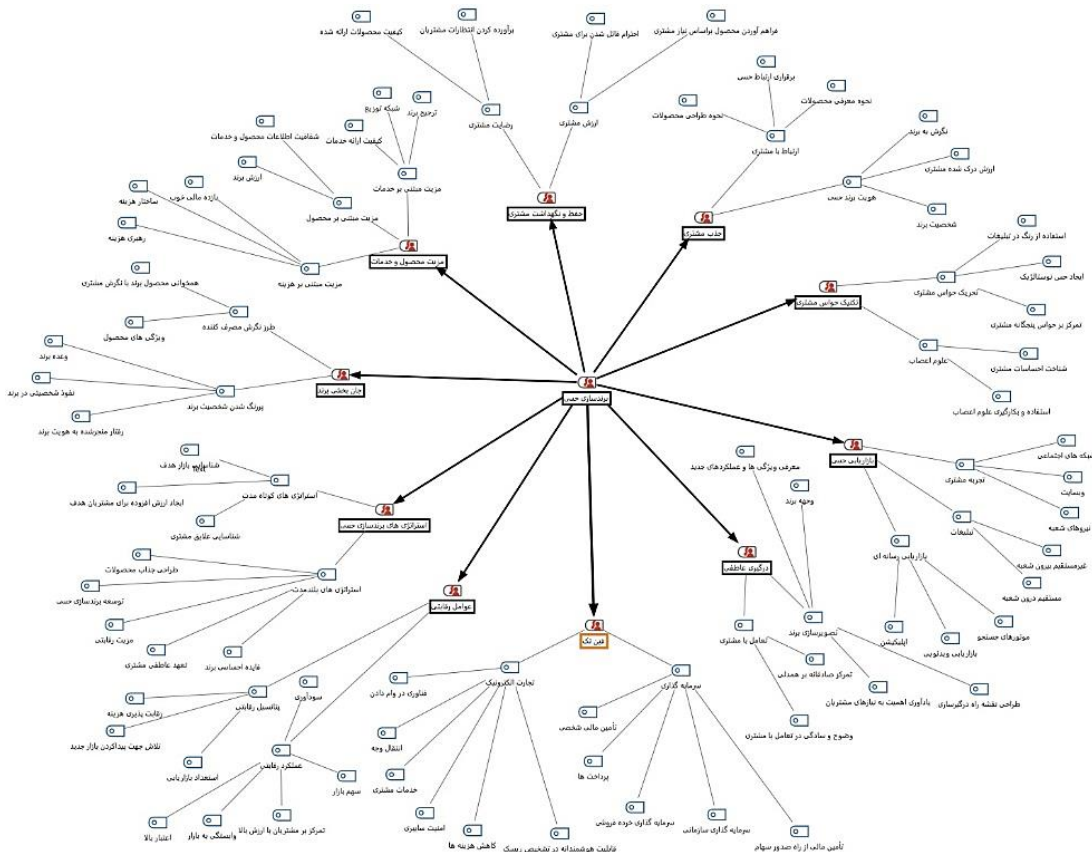 کیفیت محصولات ارائه شده
برآورده کردن انتظارات مشتریان
احترام قائل شدن برای مشتری
فراهم آوردن محصول براساس نیاز مشتری
رضایت مشتری
ارزش مشتری
حفظ و نگهداشت مشتری
برقراری ارتباط حسی
نحوه معرفی محصولات
نحوه طراحی محصولات
ارتباط با مشتری
نگرش به برند
ارزش درک شده مشتری
هویت برند حسی
شخصیت برند
جذب مشتری
شبکه توزیع
ترجیح برند
کیفیت ارائه خدمات
مزیت مبتنی بر خدمات
شفافیت اطلاعات محصول و خدمات
ارزش برند
مزیت مبتنی بر محصول
بازده مالی خوب
ساختار هزینه
رهبری هزینه
مزیت مبتنی بر هزینه
مزیت محصول و خدمات
استفاده از رنگ در تبلیغات
ایجاد حس نوستالژیک
تحریک حواس مشتری
تمرکز بر حواس پنجگانه مشتری
علوم اعصاب
شناخت احساسات مشتری
استفاده و بکارگیری علوم اعصاب
تکنیک حواس مشتری
همخوانی محصول برند با نگرش مشتری
طرز نگرش مصرف کننده
ویژگی های محصول
وعده برند
نفوذ شخصیتی در برند
پررنگ شدن شخصیت برند
رفتار منجرشده به هویت برند
جان بخشی برند
برندسازی حسی
بازاریابی حسی
شبکه های اجتماعی
تجربه مشتری
وبسایت
نیروهای شعبه
تبلیغات
غیرمستقیم بیرون شعبه
مستقیم درون شعبه
بازاریابی رسانه ای
موتورهای جستجو
اپلیکیشن
بازاریابی ویدئویی
شناسایی بازار هدف
Text
استراتژی های کوتاه مدت
ایجاد ارزش افزوده برای مشتریان هدف
شناسایی علایق مشتری
استراتژی های برندسازی حسی
طراحی جذاب محصولات
استراتژی های بلندمدت
توسعه برندسازی حسی
مزیت رقابتی
تعهد عاطفی مشتری
فایده احساسی برند
معرفی ویژگی ها و عملکردهای جدید
وجهه برند
درگیری عاطفی
تصویرسازی برند
تعامل با مشتری
تمرکز صادقانه بر همدلی
یادآوری اهمیت به نیازهای مشتریان
طراحی نقشه راه درگیرسازی
وضوح و سادگی در تعامل با مشتری
عوامل رقابتی
پتانسیل رقابتی
رقابت پذیری هزینه
تلاش جهت پیداکردن بازار جدید
استعداد بازاریابی
سودآوری
عملکرد رقابتی
سهم بازار
اعتبار بالا
وابستگی به بازار
تمرکز بر مشتریان با ارزش بالا
فین تک
تجارت الکترونیک
فناوری در وام دادن
انتقال وجه
خدمات مشتری
امنیت سایبری
کاهش هزینه ها
قابلیت هوشمندانه در تشخیص ریسک
سرمایه گذاری
تأمین مالی شخصی
پرداخت ها
سرمایه گذاری خرده فروشی
سرمایه گذاری سازمانی
تأمین مالی از راه صدور سهام